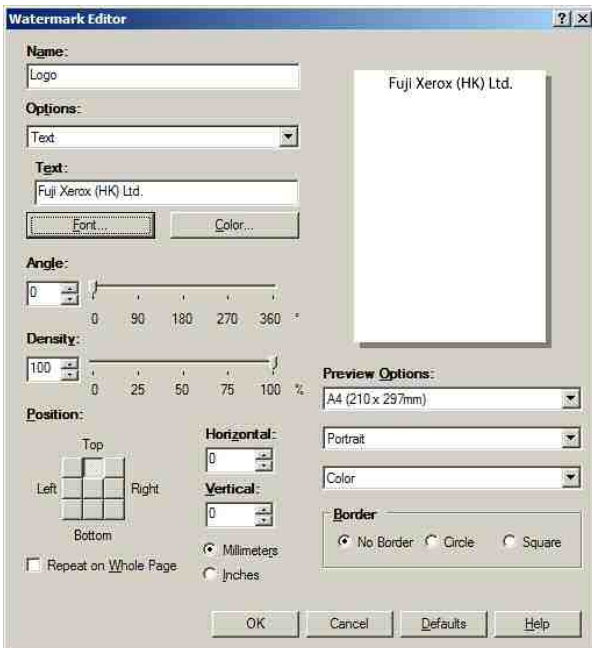 Watermark Editor
Name:
Logo
Options:
Text
Text:
Fuji Xerox (HK) Ltd.
Font...
Color...
Angle:
0
0 90 180 270 360 °
Density:
100
0 25 50 75 100 %
Position:
Top
Left
Right
Bottom
Repeat on Whole Page
Horizontal:
0
Vertical:
0
Millimeters
Inches
Fuji Xerox (HK) Ltd.
Preview Options:
A4 (210 x 297mm)
Portrait
Color
Border
No Border Circle Square
OK Cancel Defaults Help